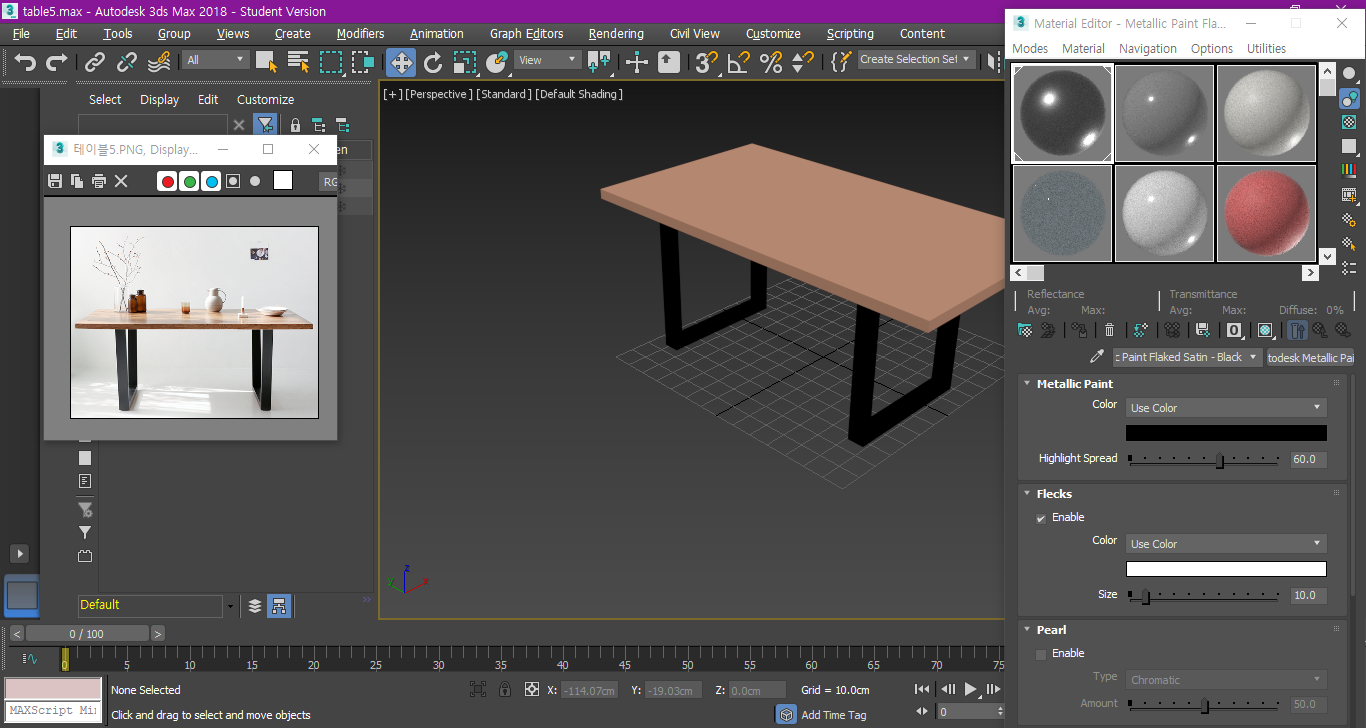 table5.max - Autodesk 3ds Max 2018 - Student Version
File Edit Tools Group Views Create Modifiers Animation Graph Editors Rendering Civil View Customize Scripting Content
All View Create Selection Set
Select Display Edit Customize
[+] [Perspective] [Standard] [Default Shading]
테이블5.PNG, Display...
en
RG
Default
0 / 100
0 5 10 15 20 25 30 35 40 45 50 55 60 65 70 75
None Selected
X: -114.07cm Y: -19.03cm Z: 0.0cm Grid = 10.0cm
MAXScript Mi
Click and drag to select and move objects
Add Time Tag
0
Material Editor - Metallic Paint Fla...
Modes Material Navigation Options Utilities
Reflectance
Avg: Max:
Transmittance
Avg: Max: Diffuse: 0%
Paint Flaked Satin - Black
todesk Metallic Pai
Metallic Paint
Color Use Color
Highlight Spread 60.0
Flecks
Enable
Color Use Color
Size 10.0
Pearl
Enable
Type Chromatic
Amount 50.0